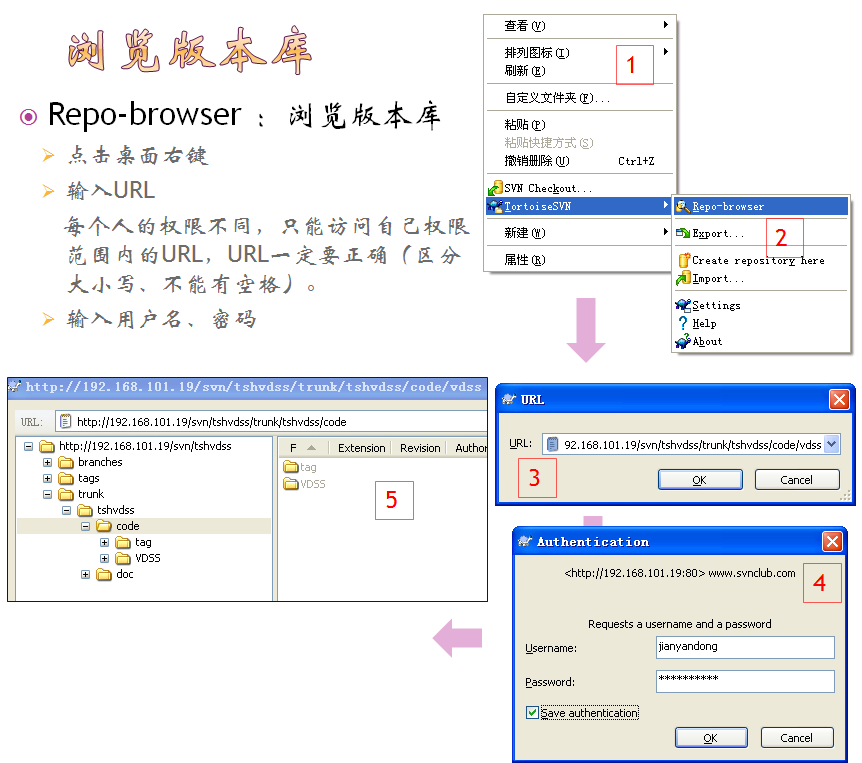 浏览版本库
Repo-browser ：浏览版本库
点击桌面右键
输入URL
每个人的权限不同，只能访问自己权限
范围内的URL，URL一定要正确（区分
大小写、不能有空格）。
输入用户名、密码
查看(V)
排列图标(I)
刷新(E)
自定义文件夹(F)...
粘贴(P)
粘贴快捷方式(S)
撤销删除(U) Ctrl+Z
SVN Checkout...
TortoiseSVN
新建(W)
属性(R)
1
Repo-browser
Export...
Create repository here
Import...
Settings
Help
About
2
URL
URL: 92.168.101.19/svn/tshvdss/trunk/tshvdss/code/vdss
OK Cancel
3
Authentication
<http://192.168.101.19:80> www.svnclub.com
Requests a username and a password
Username: jianyandong
Password: **********
Save authentication
OK Cancel
4
http://192.168.101.19/svn/tshvdss/trunk/tshvdss/code/vdss
URL: http://192.168.101.19/svn/tshvdss/trunk/tshvdss/code
http://192.168.101.19/svn/tshvdss
branches
tags
trunk
tshvdss
code
tag
VDSS
doc
F Extension Revision Author
tag
VDSS
5